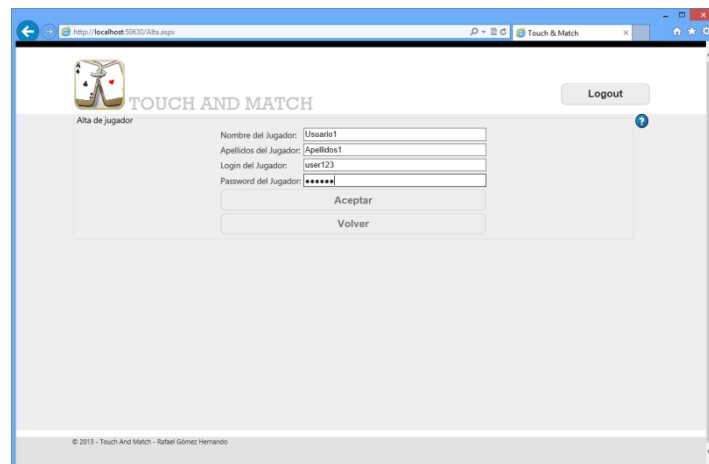 http://localhost:50630/Alta.aspx
Touch & Match
TOUCH AND MATCH
Logout
Alta de jugador
Nombre del Jugador: Usuario1
Apellidos del Jugador: Apellidos1
Login del Jugador: user123
Password del Jugador: ●●●●●●
Aceptar
Volver
© 2013 - Touch And Match - Rafael Gómez Hernando